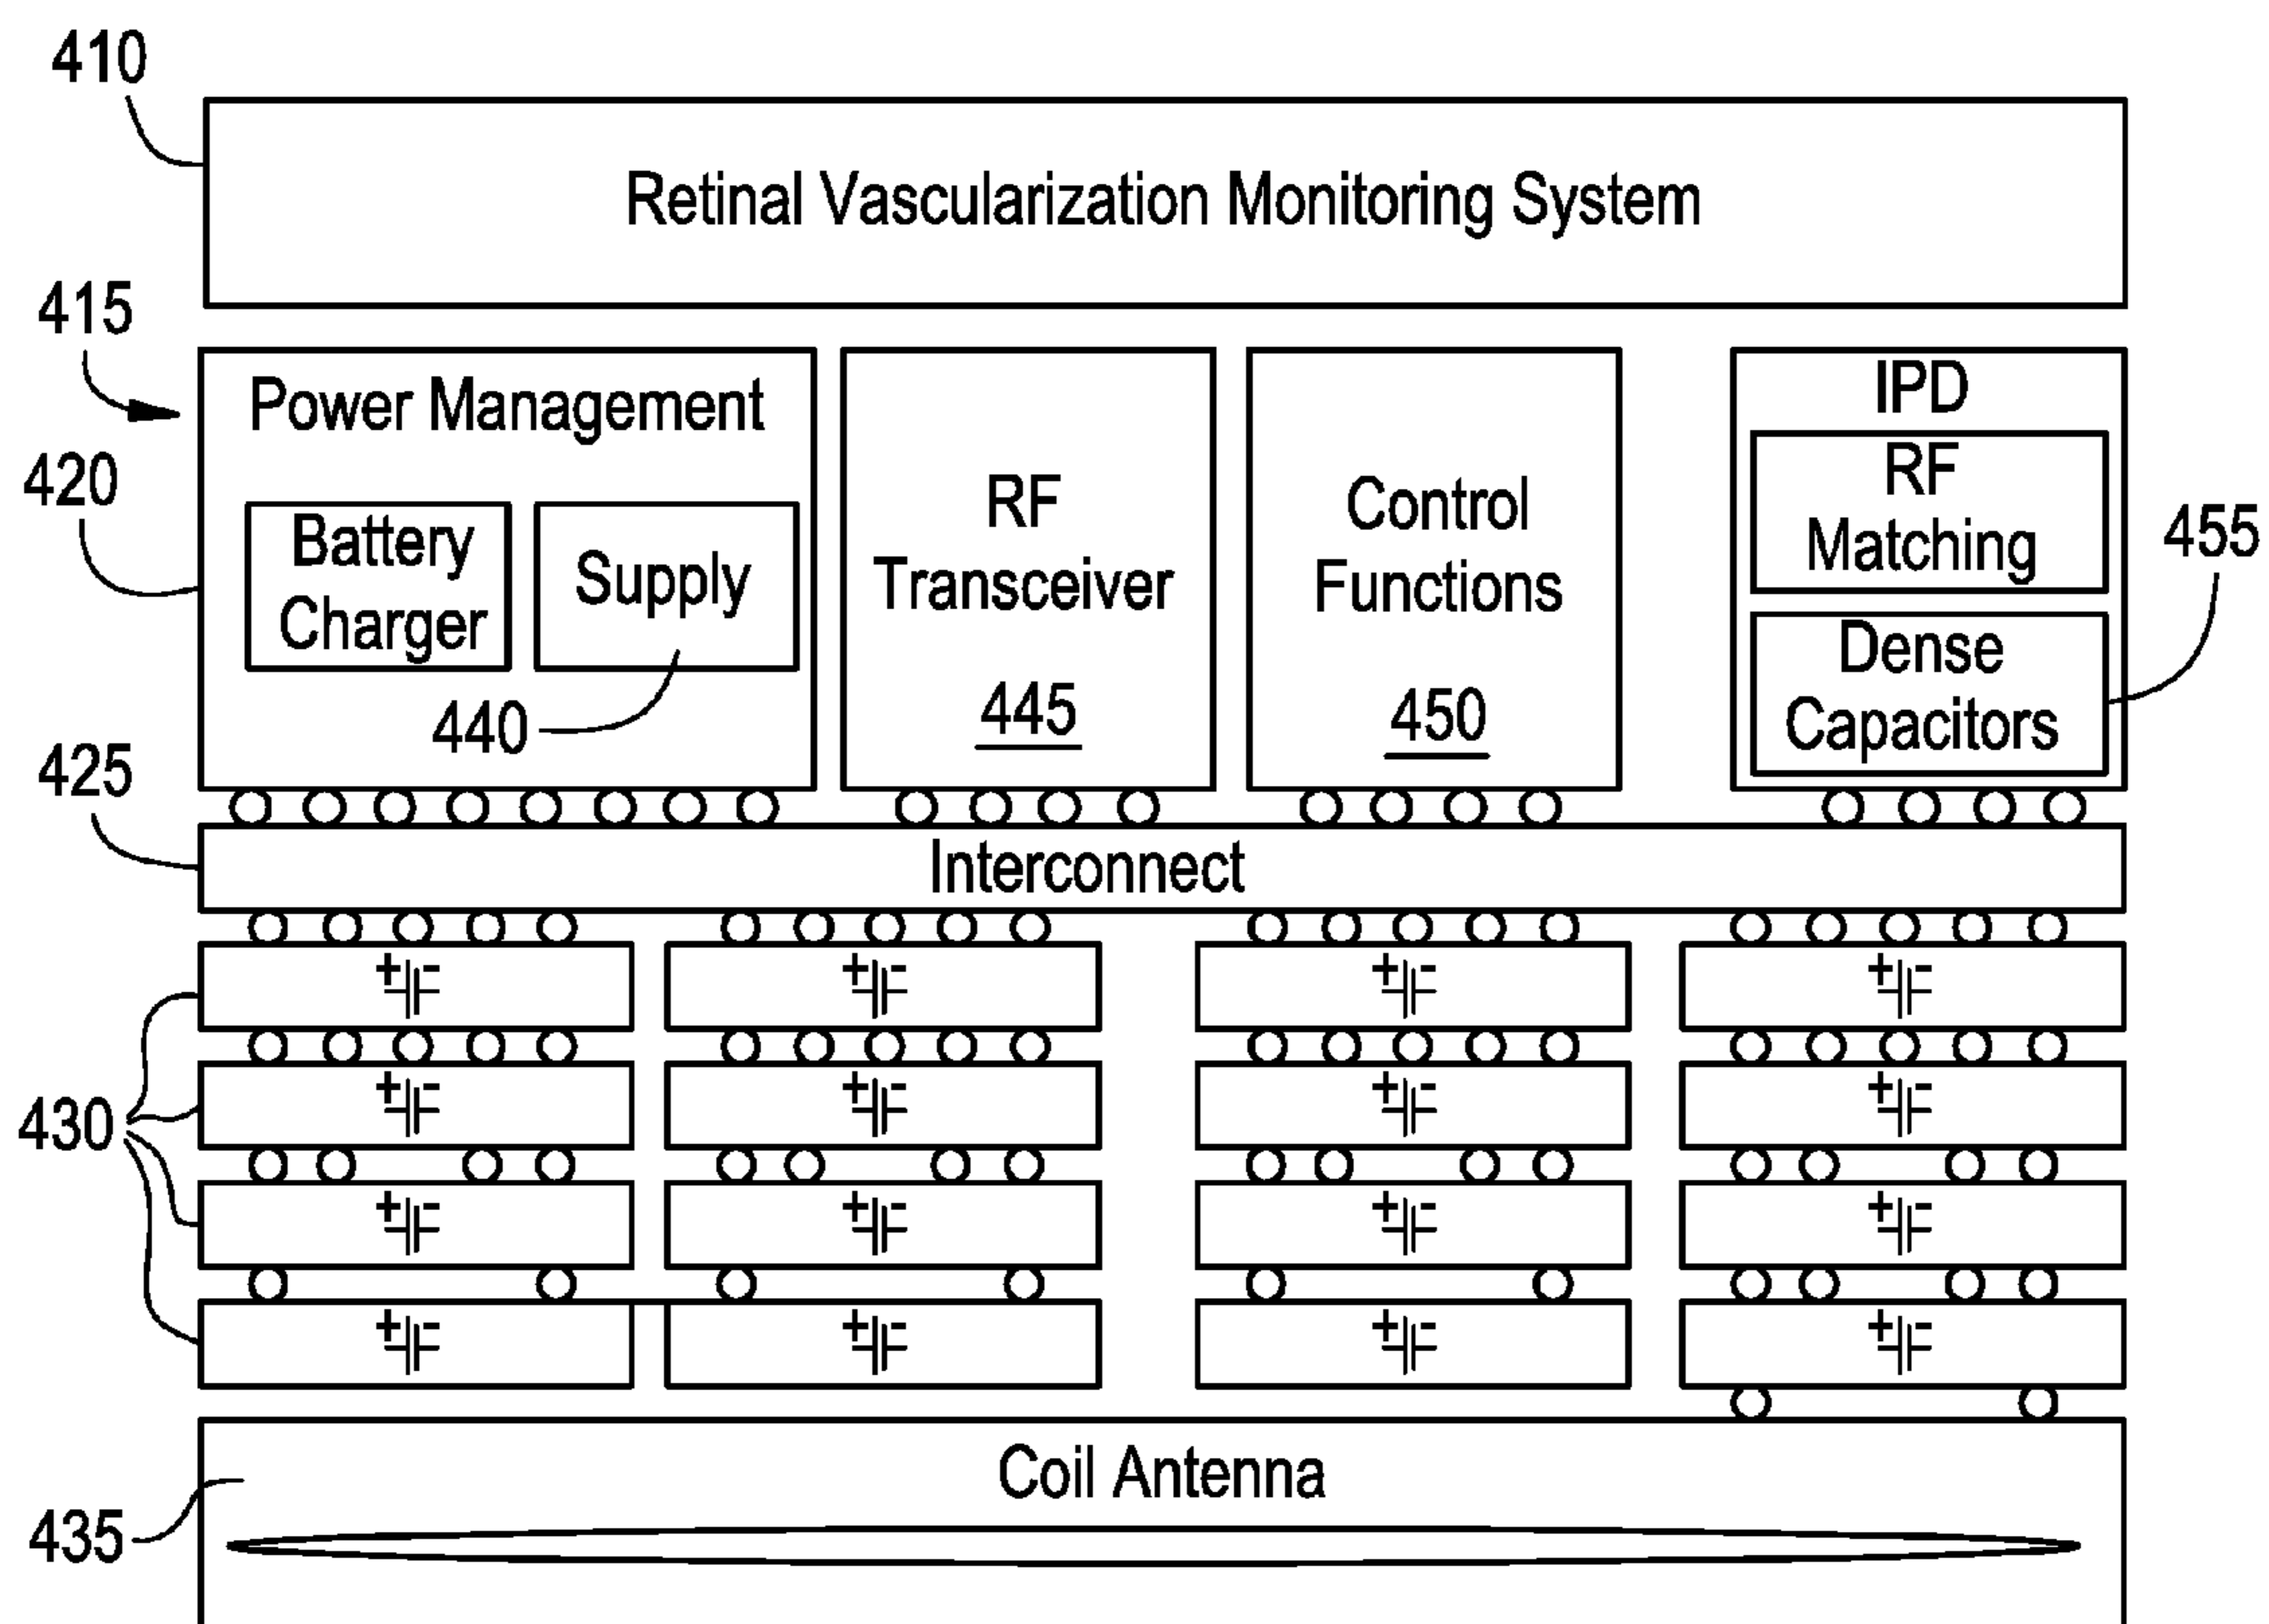 410
Retinal Vascularization Monitoring System
415
Power Management
420
Battery
Charger
Supply
440
RF
Transceiver
445
Control
Functions
450
IPD
RF
Matching
Dense
Capacitors
455
425
Interconnect
+ -
+ -
+ -
+ -
+ -
+ -
+ -
+ -
430
+ -
+ -
+ -
+ -
+ -
+ -
+ -
+ -
Coil Antenna
435